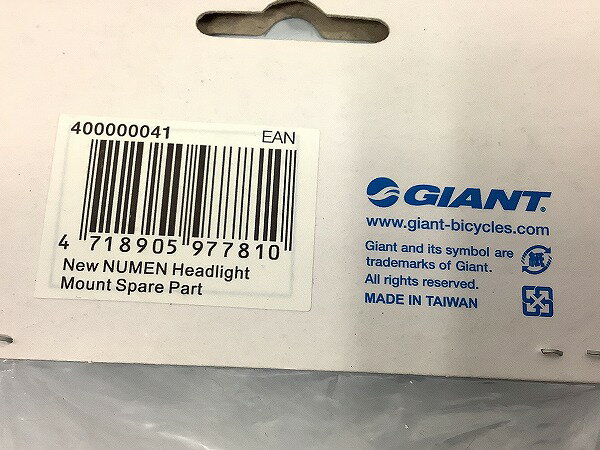 400000041
EAN
4 718905 977810
New NUMEN Headlight
Mount Spare Part
GIANT
www.giant-bicycles.com
Giant and its symbol are
trademarks of Giant.
All rights reserved.
MADE IN TAIWAN
紙